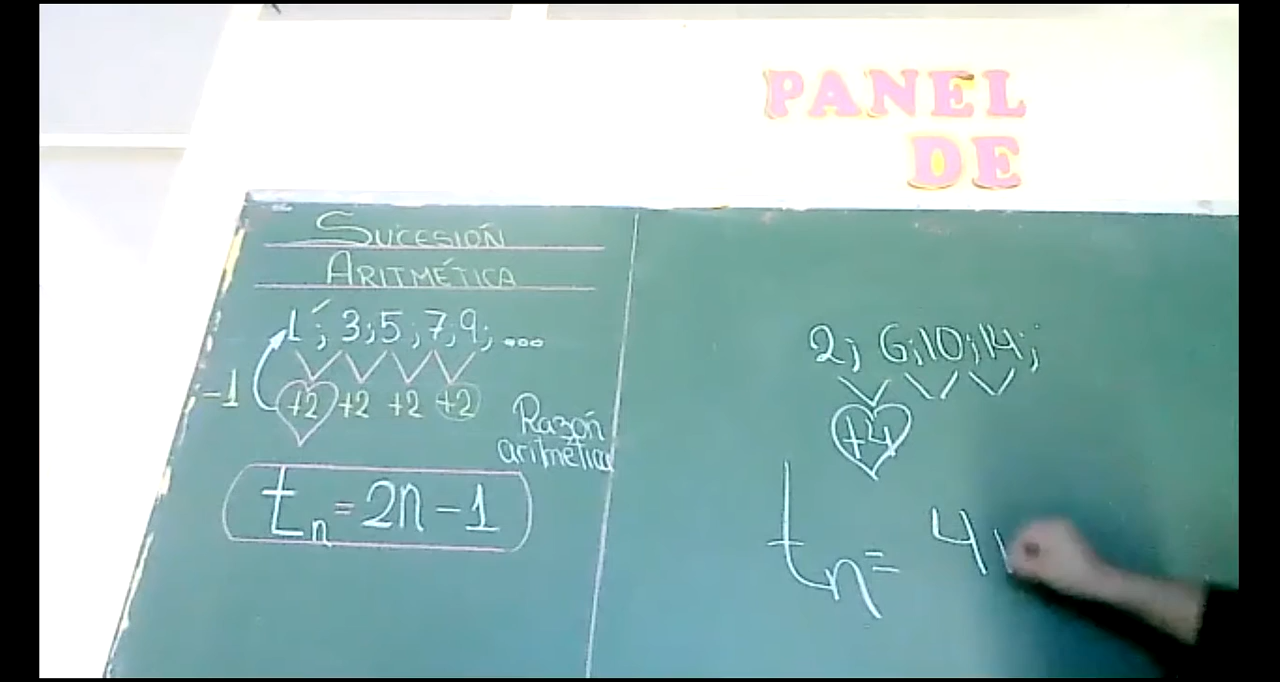 PANEL
DE
SUCESIÓN
ARITMÉTICA
1; 3; 5; 7; 9; ...
-1 +2 +2 +2 +2
Razón
aritmética
tn = 2n - 1
2; 6; 10; 14;
+4
tn = 4